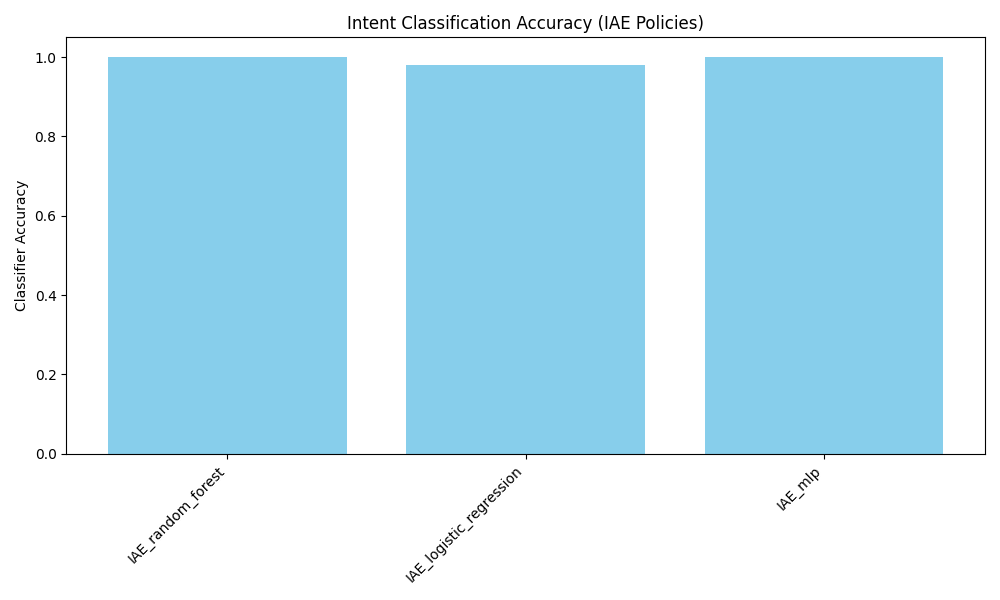 Intent Classification Accuracy (IAE Policies)
Classifier Accuracy
1.0
0.8
0.6
0.4
0.2
0.0
IAE_random_forest
IAE_logistic_regression
IAE_mlp